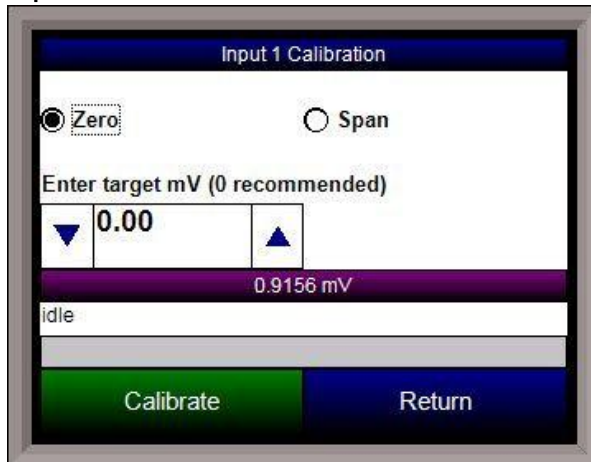 Input 1 Calibration
Zero Span
Enter target mV (0 recommended)
0.00
0.9156 mV
idle
Calibrate Return